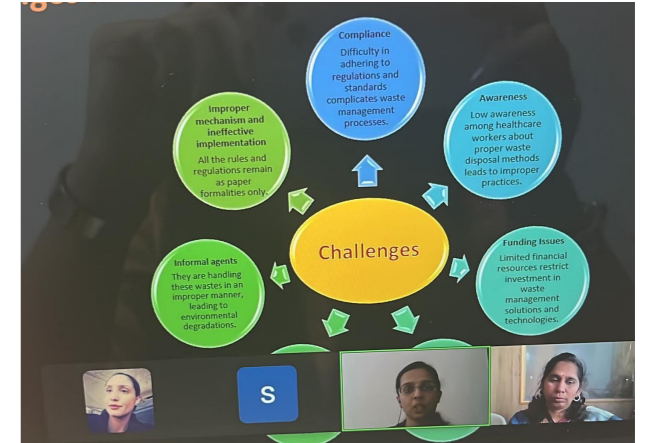 Compliance
Difficulty in
adhering to
regulations and
standards
complicates waste
management
processes.
Awareness
Low awareness
among healthcare
workers about
proper waste
disposal methods
leads to improper
practices.
Funding Issues
Limited financial
resources restrict
investment in
waste
management
solutions and
technologies.
Improper
mechanism and
ineffective
implementation
All the rules and
regulations remain
as paper
formalities only.
Informal agents
They are handling
these wastes in an
improper manner,
leading to
environmental
degradations.
Challenges
S